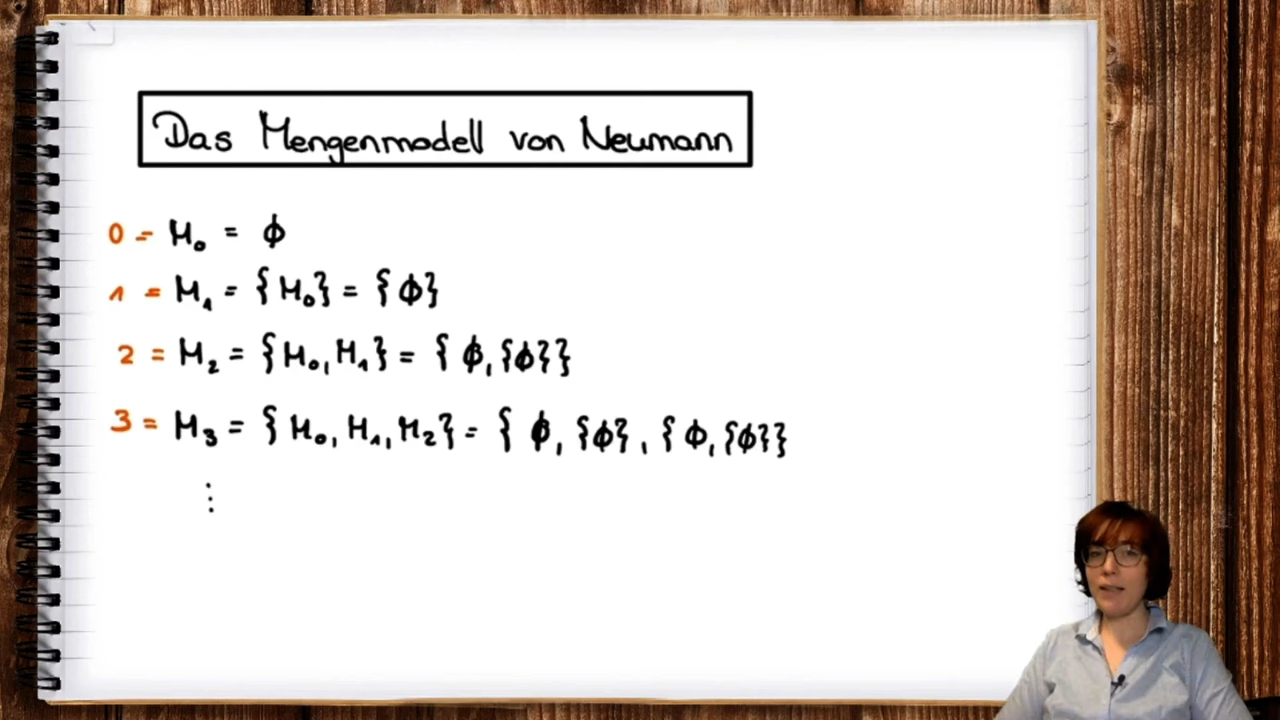 Das Mengenmodell von Neumann
0 = M₀ = ϕ
1 = M₁ = {M₀} = {ϕ}
2 = M₂ = {M₀, M₁} = { ϕ, {ϕ}}
3 = M₃ = { M₀, M₁, M₂} = { ϕ, {ϕ}, { ϕ, {ϕ}}
⋮